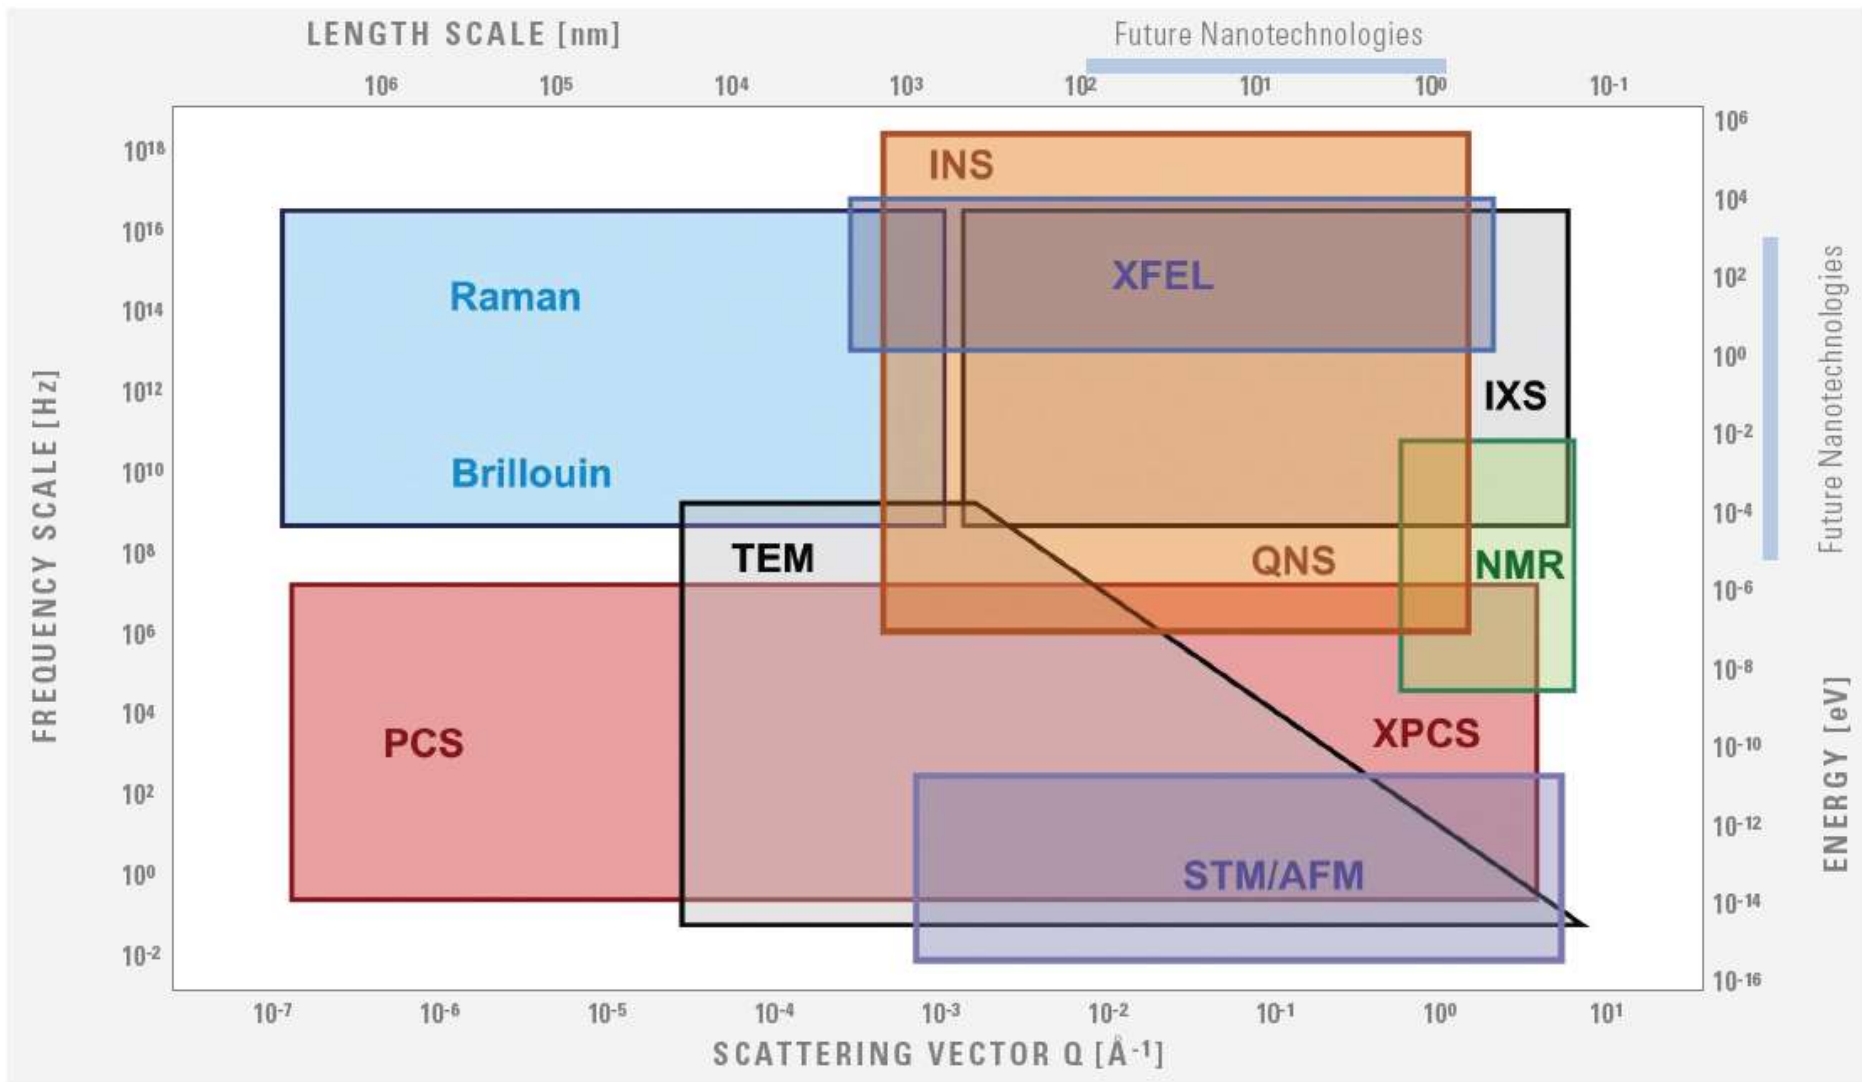 LENGTH SCALE [nm]
Future Nanotechnologies
10⁶ 10⁵ 10⁴ 10³ 10² 10¹ 10⁰ 10⁻¹
FREQUENCY SCALE [Hz]
10¹⁸
10¹⁶
10¹⁴
10¹²
10¹⁰
10⁸
10⁶
10⁴
10²
10⁰
10⁻²
INS
XFEL
Raman
IXS
Brillouin
TEM
QNS
NMR
PCS
XPCS
STM/AFM
10⁶
10⁴
10²
10⁰
10⁻²
10⁻⁴
10⁻⁶
10⁻⁸
10⁻¹⁰
10⁻¹²
10⁻¹⁴
10⁻¹⁶
Future Nanotechnologies
ENERGY [eV]
10⁻⁷ 10⁻⁶ 10⁻⁵ 10⁻⁴ 10⁻³ 10⁻² 10⁻¹ 10⁰ 10¹
SCATTERING VECTOR Q [Å⁻¹]